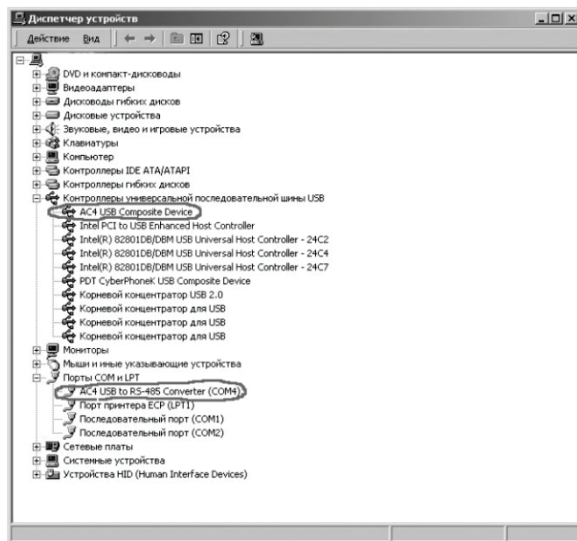 Диспетчер устройств
Действие Вид
DVD и компакт-дисководы
Видеоадаптеры
Дисководы гибких дисков
Дисковые устройства
Звуковые, видео и игровые устройства
Клавиатуры
Компьютер
Контроллеры IDE ATA/ATAPI
Контроллеры гибких дисков
Контроллеры универсальной последовательной шины USB
AC4 USB Composite Device
Intel PCI to USB Enhanced Host Controller
Intel(R) 82801DB/DBM USB Universal Host Controller - 24C2
Intel(R) 82801DB/DBM USB Universal Host Controller - 24C4
Intel(R) 82801DB/DBM USB Universal Host Controller - 24C7
PDT CyberPhoneK USB Composite Device
Корневой концентратор USB 2.0
Корневой концентратор для USB
Корневой концентратор для USB
Корневой концентратор для USB
Мониторы
Мыши и иные указывающие устройства
Порты COM и LPT
AC4 USB to RS-485 Converter (COM4)
Порт принтера ECP (LPT1)
Последовательный порт (COM1)
Последовательный порт (COM2)
Сетевые платы
Системные устройства
Устройства HID (Human Interface Devices)